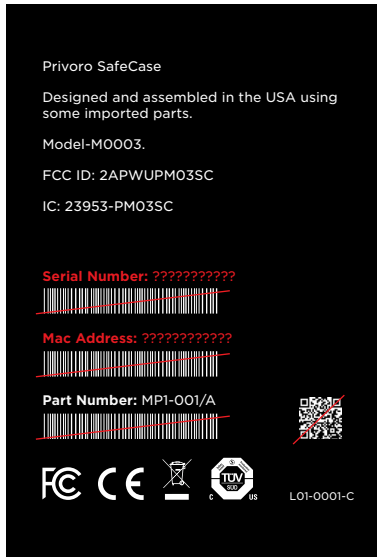 Privoro SafeCase
Designed and assembled in the USA using
some imported parts.
Model-M0003.
FCC ID: 2APWUPM03SC
IC: 23953-PM03SC
Serial Number: ???????????
Mac Address: ????????????
Part Number: MP1-001/A
FC CE TÜV
SÜD
C US
L01-0001-C